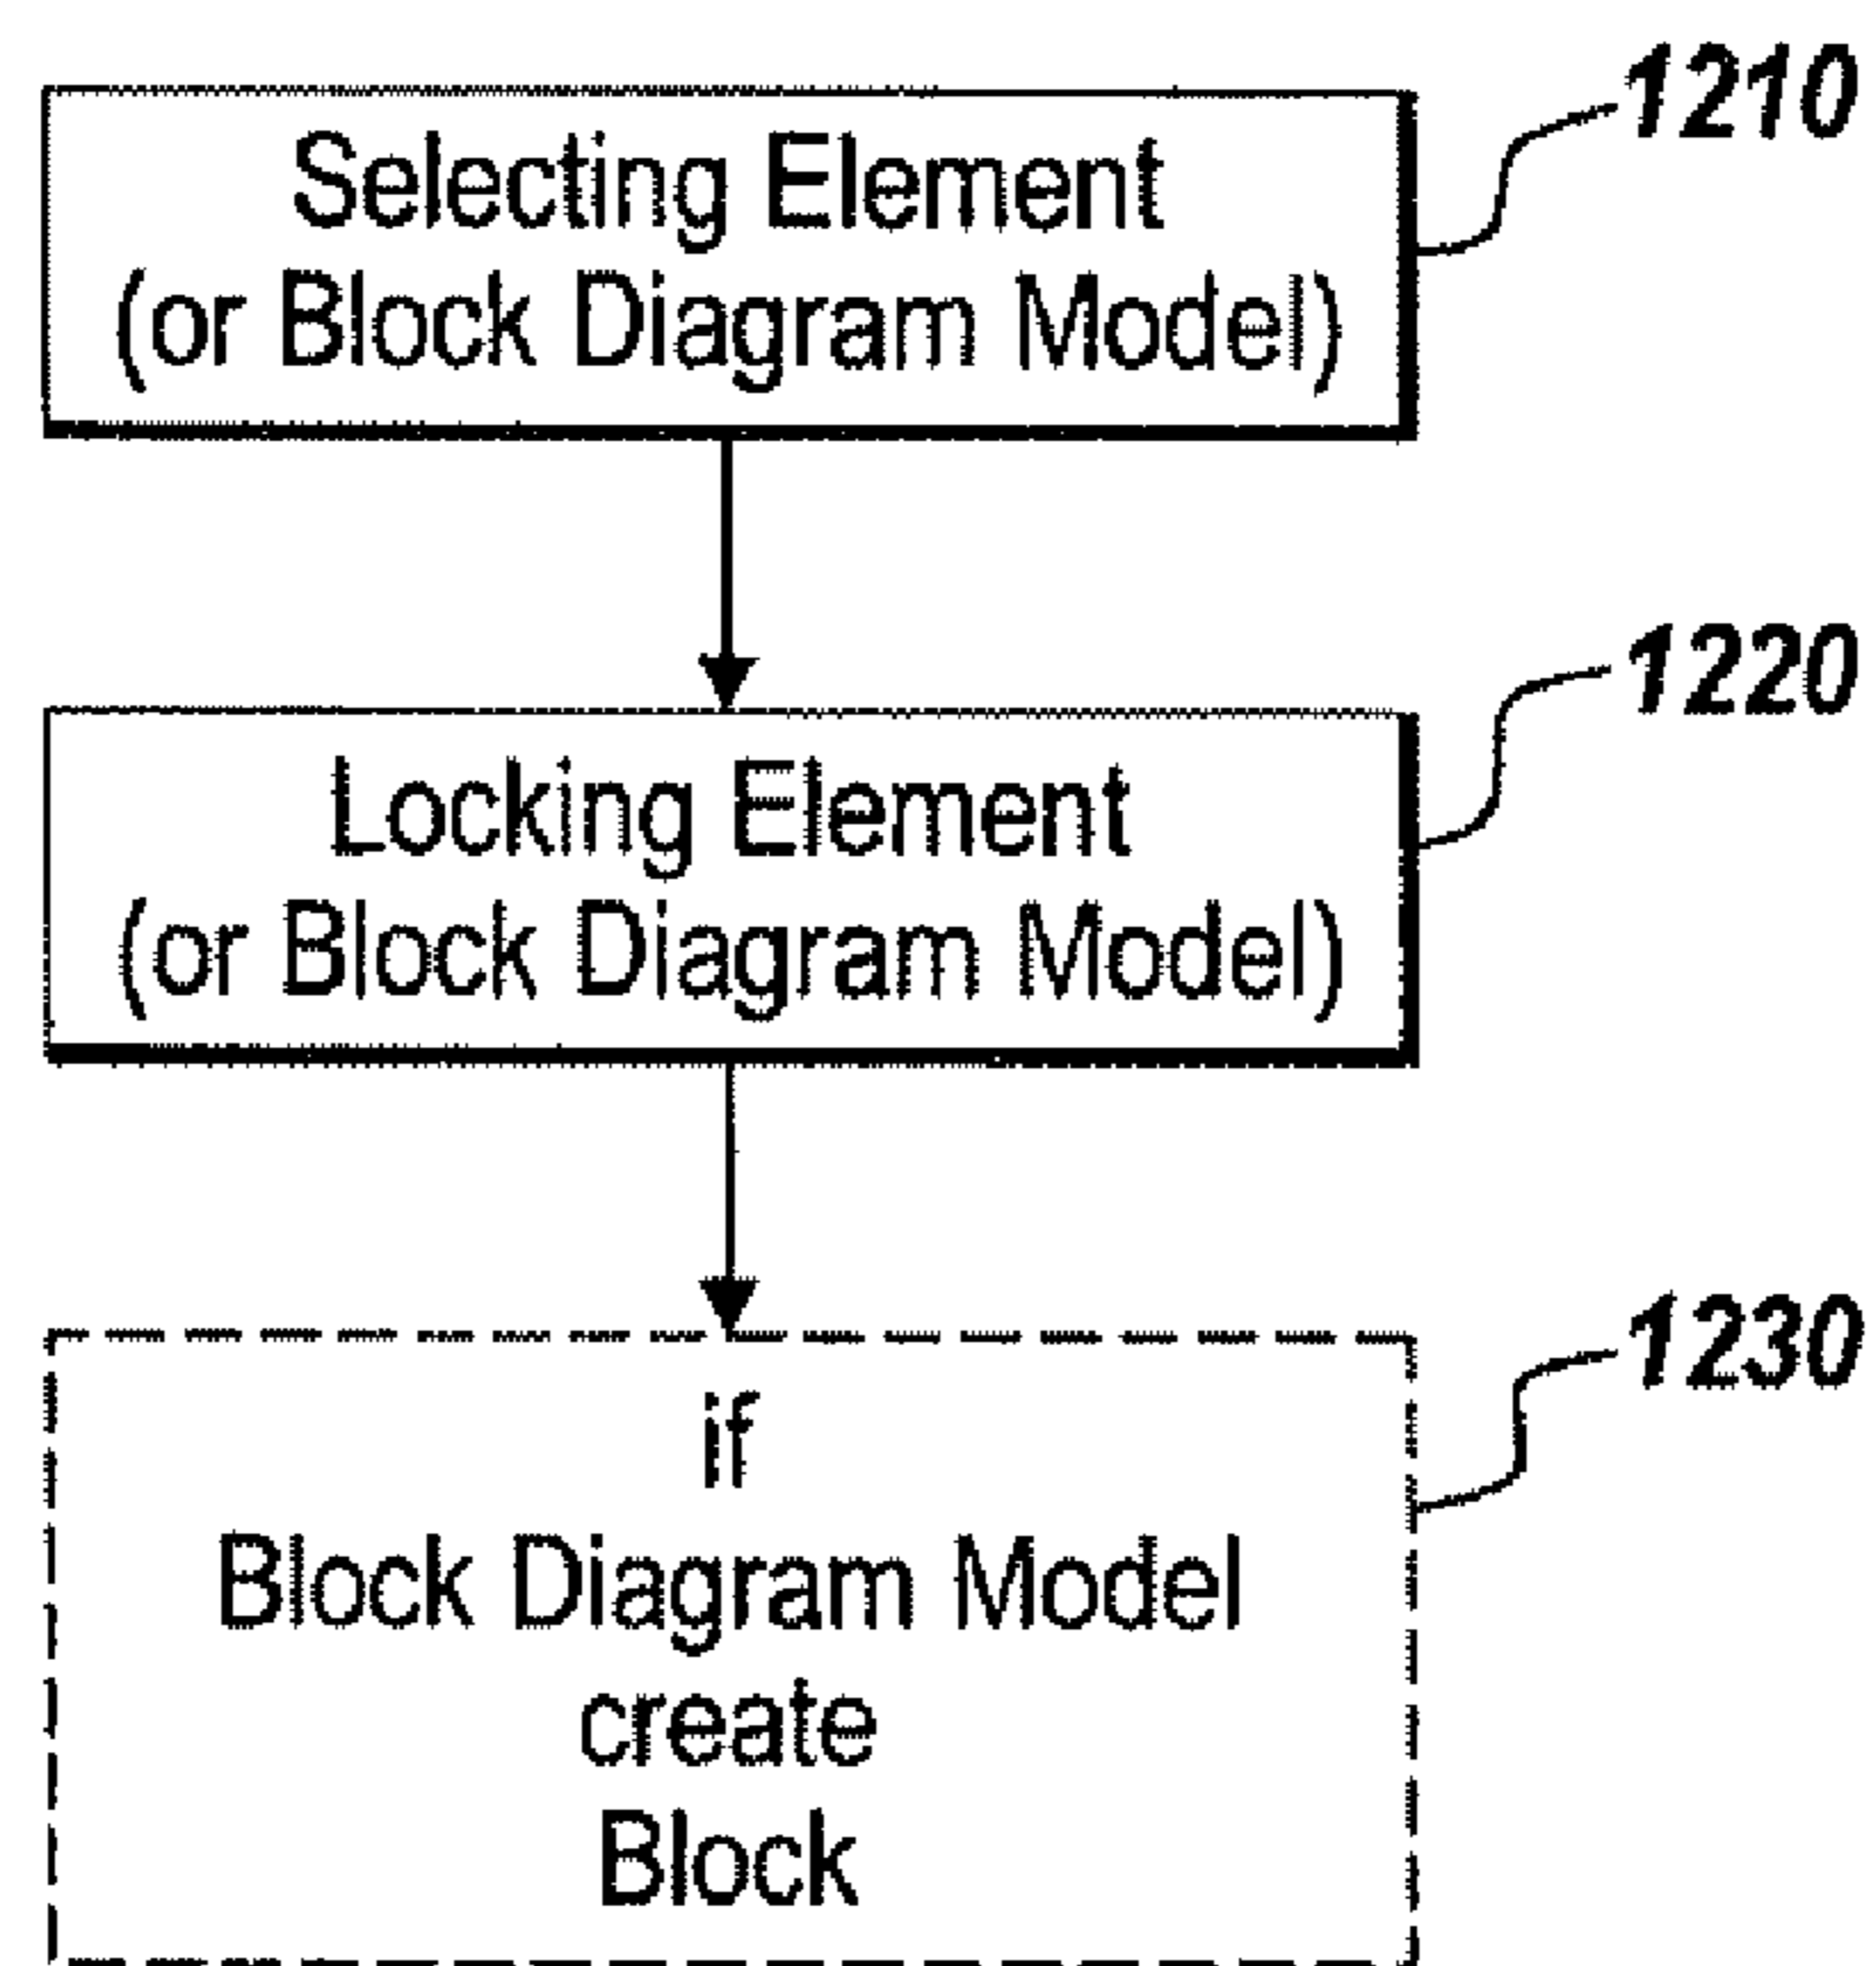 1210
Selecting Element
(or Block Diagram Model)
1220
Locking Element
(or Block Diagram Model)
1230
if
Block Diagram Model
create
Block